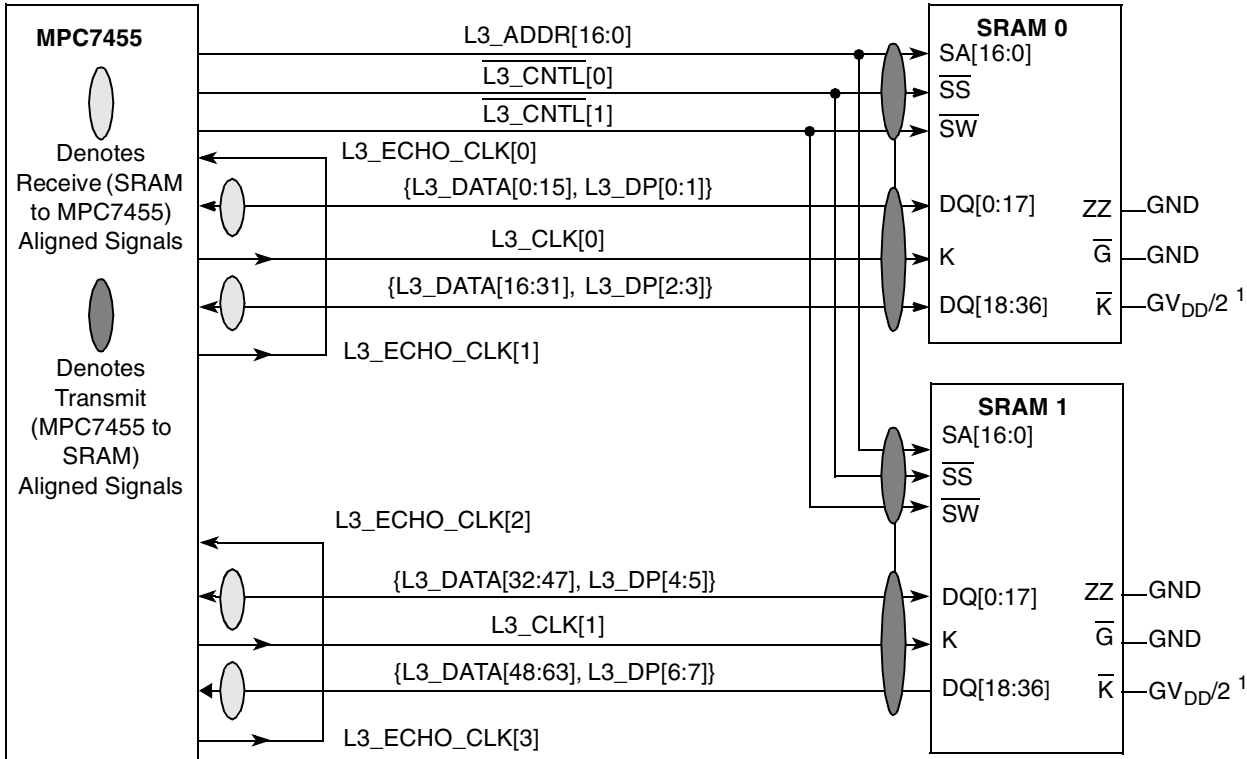 MPC7455
Denotes
Receive (SRAM
to MPC7455)
Aligned Signals
Denotes
Transmit
(MPC7455 to
SRAM)
Aligned Signals
L3_ADDR[16:0]
L3_CNTL[0]
L3_CNTL[1]
L3_ECHO_CLK[0]
{L3_DATA[0:15], L3_DP[0:1]}
L3_CLK[0]
{L3_DATA[16:31], L3_DP[2:3]}
L3_ECHO_CLK[1]
SRAM 0
SA[16:0]
SS
SW
DQ[0:17] ZZ GND
K G GND
DQ[18:36] K GVDD/2 1
L3_ECHO_CLK[2]
{L3_DATA[32:47], L3_DP[4:5]}
L3_CLK[1]
{L3_DATA[48:63], L3_DP[6:7]}
L3_ECHO_CLK[3]
SRAM 1
SA[16:0]
SS
SW
DQ[0:17] ZZ GND
K G GND
DQ[18:36] K GVDD/2 1